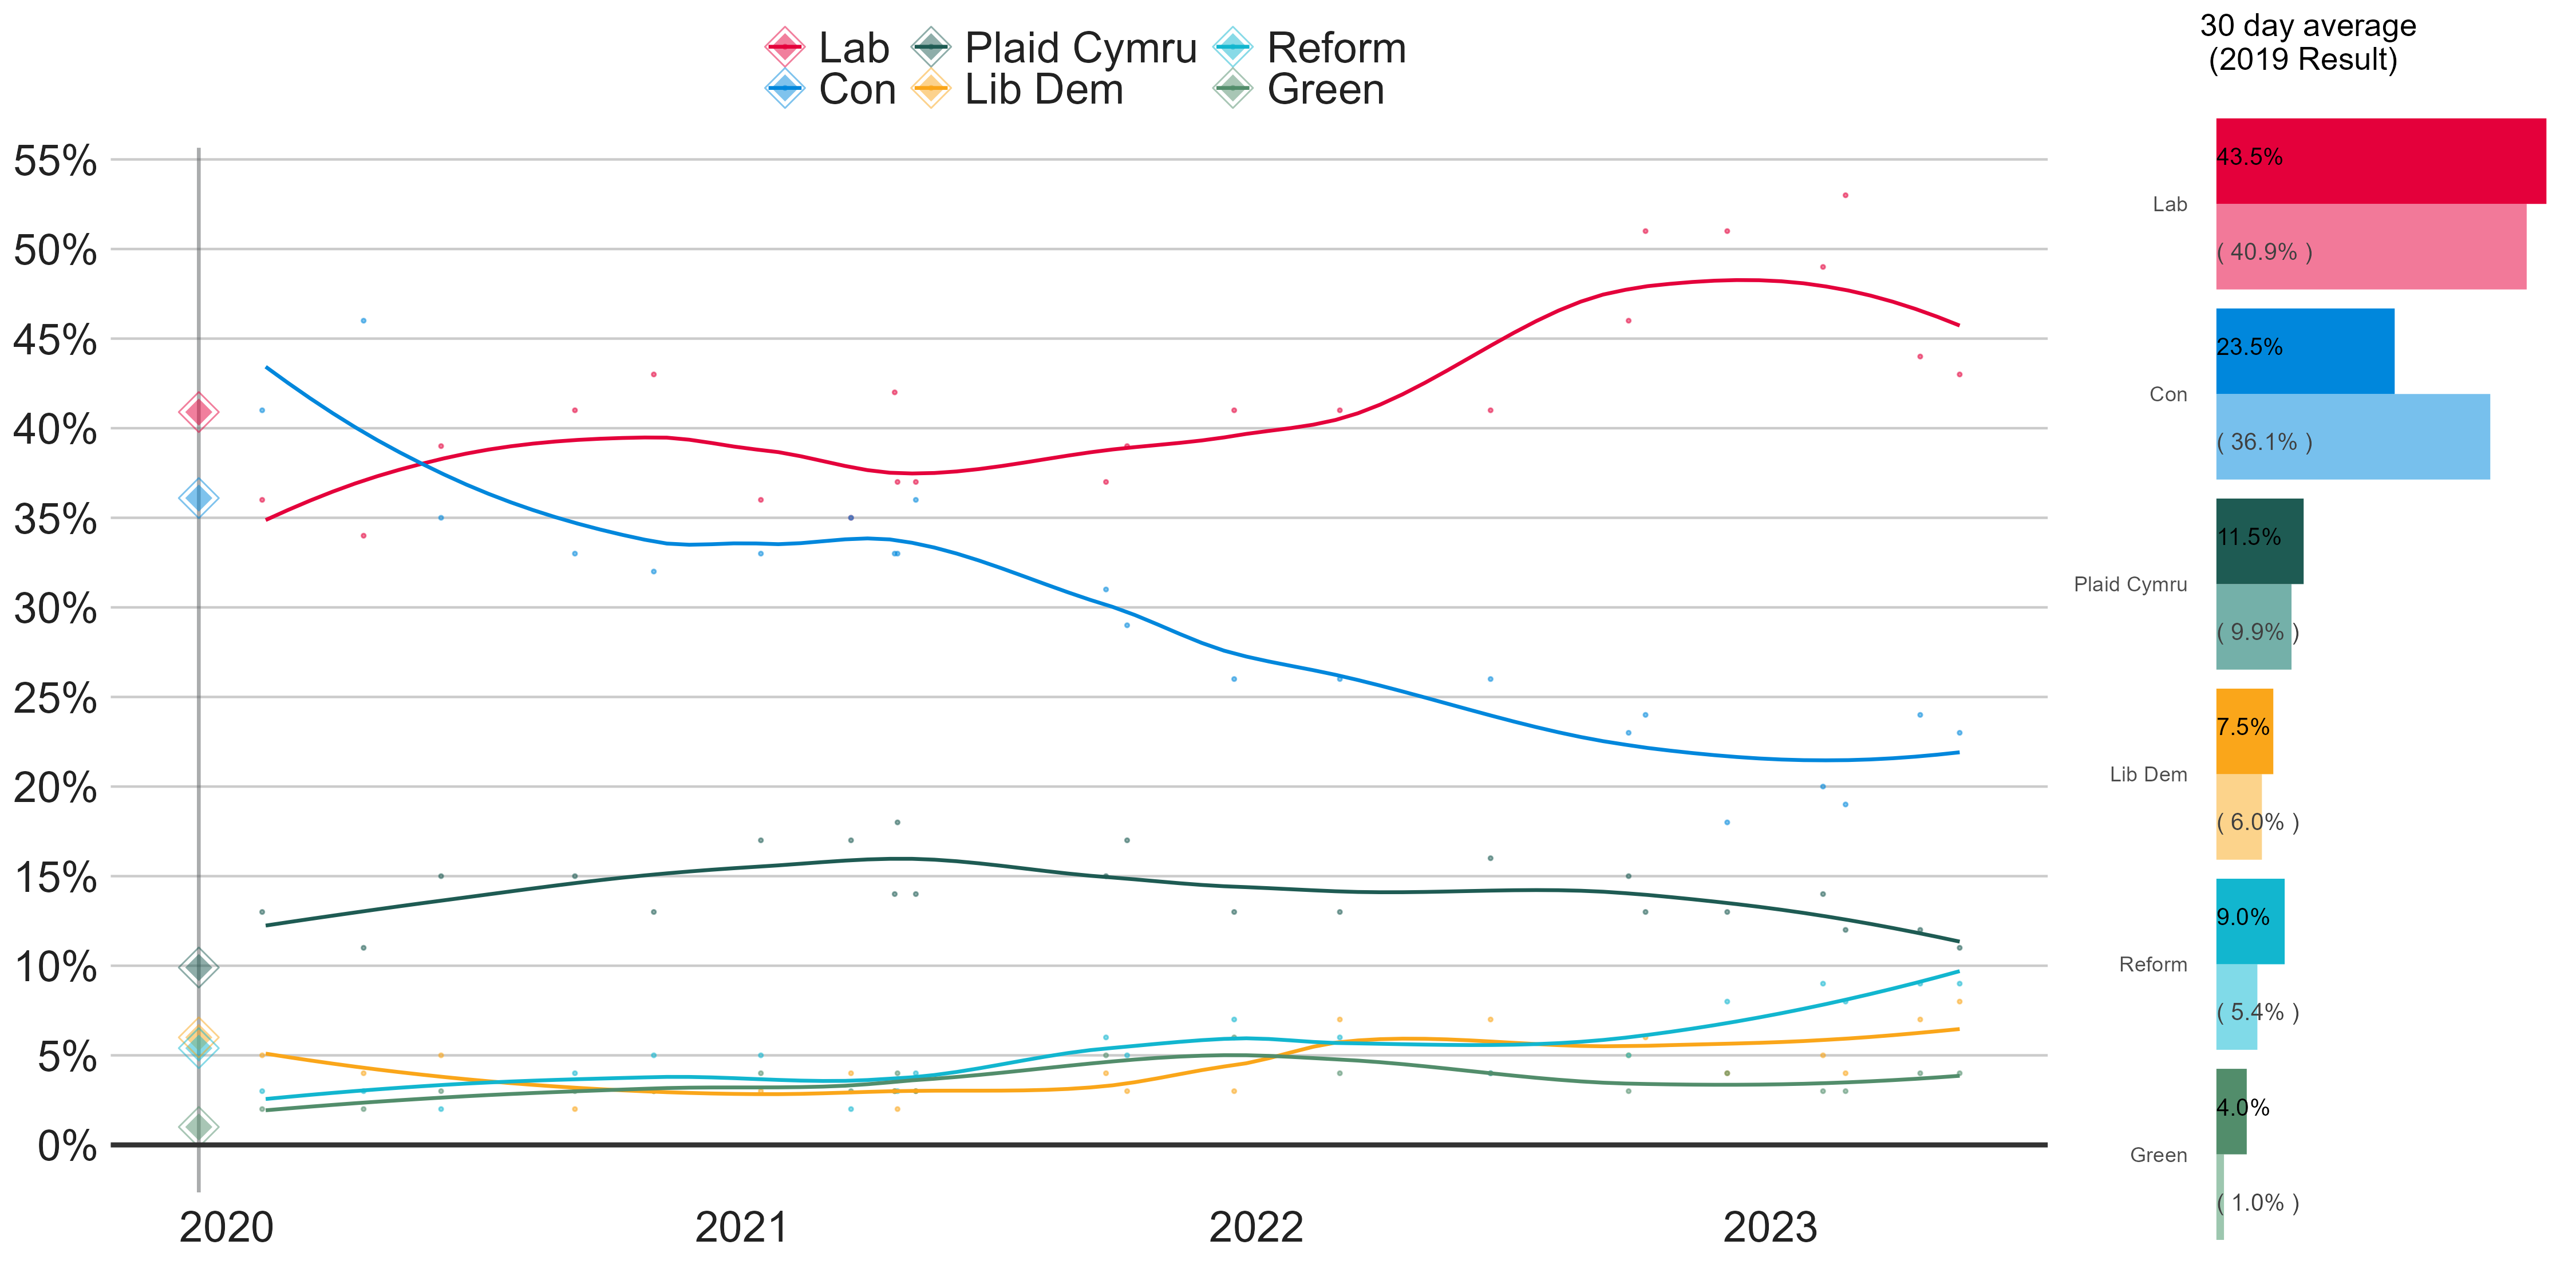 30 day average
(2019 Result)
Lab Plaid Cymru Reform
Con Lib Dem Green
55%
50%
45%
40%
35%
30%
25%
20%
15%
10%
5%
0%
2020 2021 2022 2023
43.5%
Lab
( 40.9% )
23.5%
Con
( 36.1% )
11.5%
Plaid Cymru
( 9.9% )
7.5%
Lib Dem
( 6.0% )
9.0%
Reform
( 5.4% )
4.0%
Green
( 1.0% )